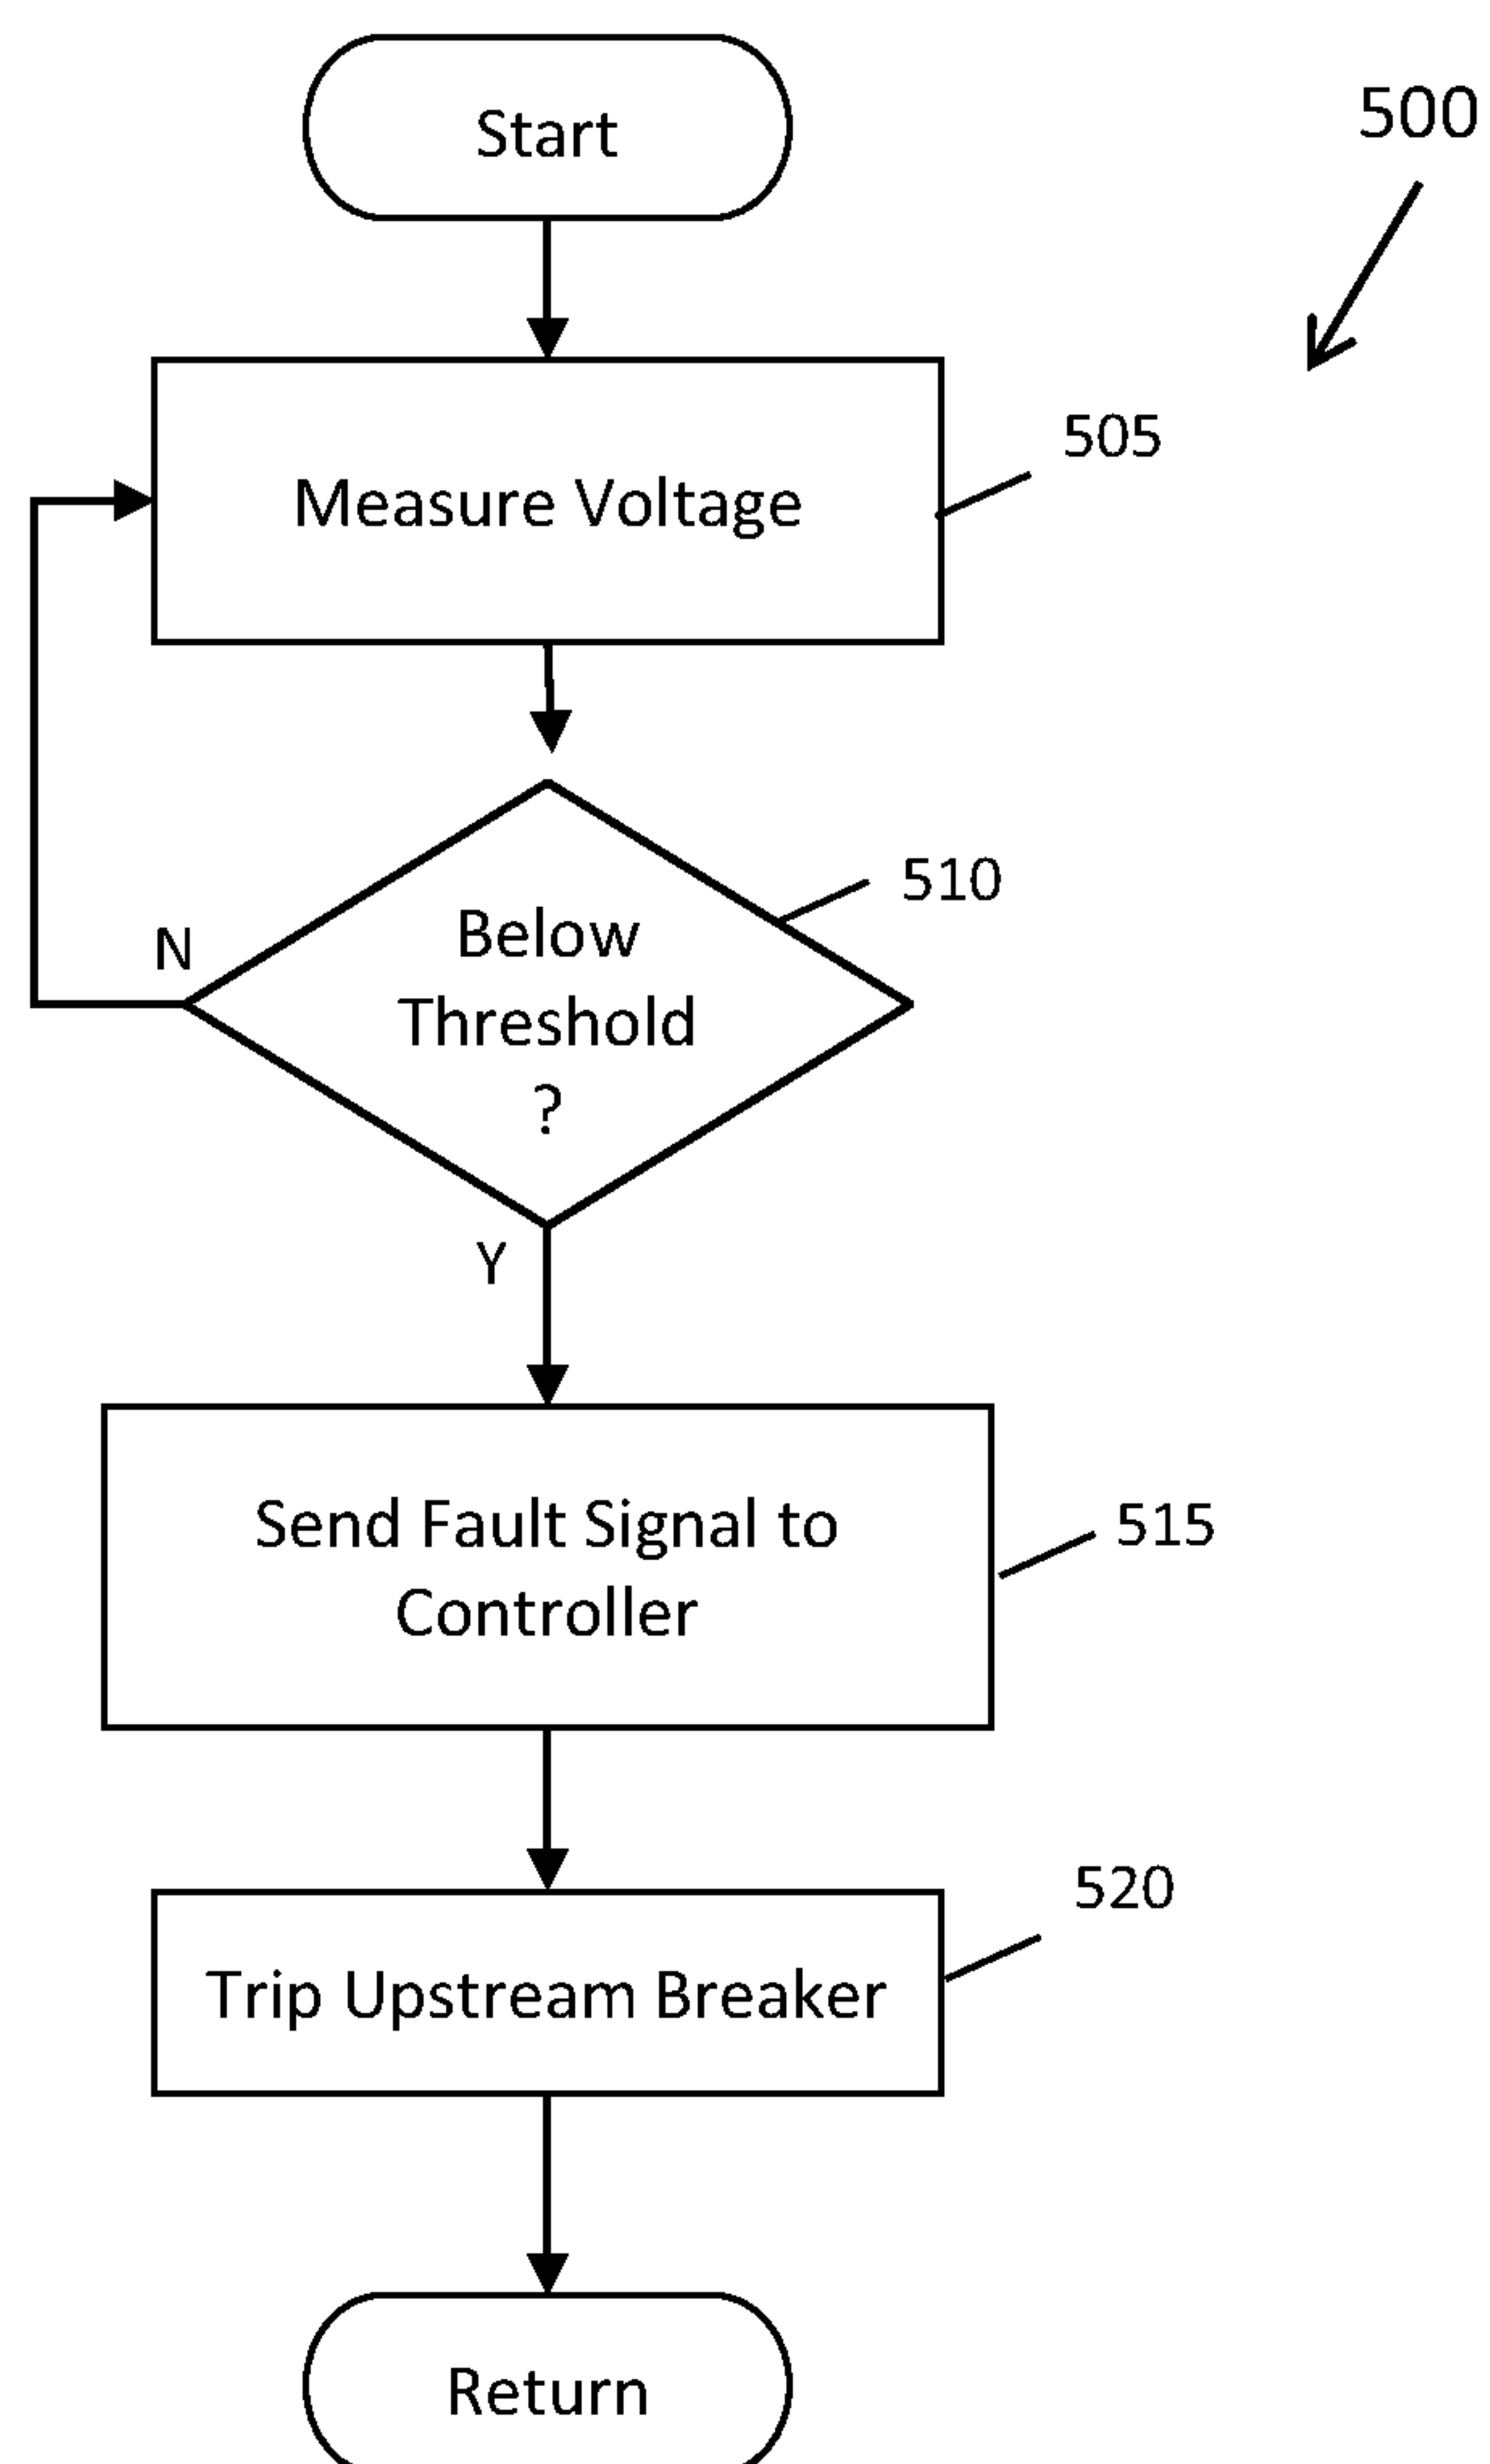 Start
500
505
Measure Voltage
510
Below
Threshold
?
N
Y
Send Fault Signal to
Controller
515
520
Trip Upstream Breaker
Return